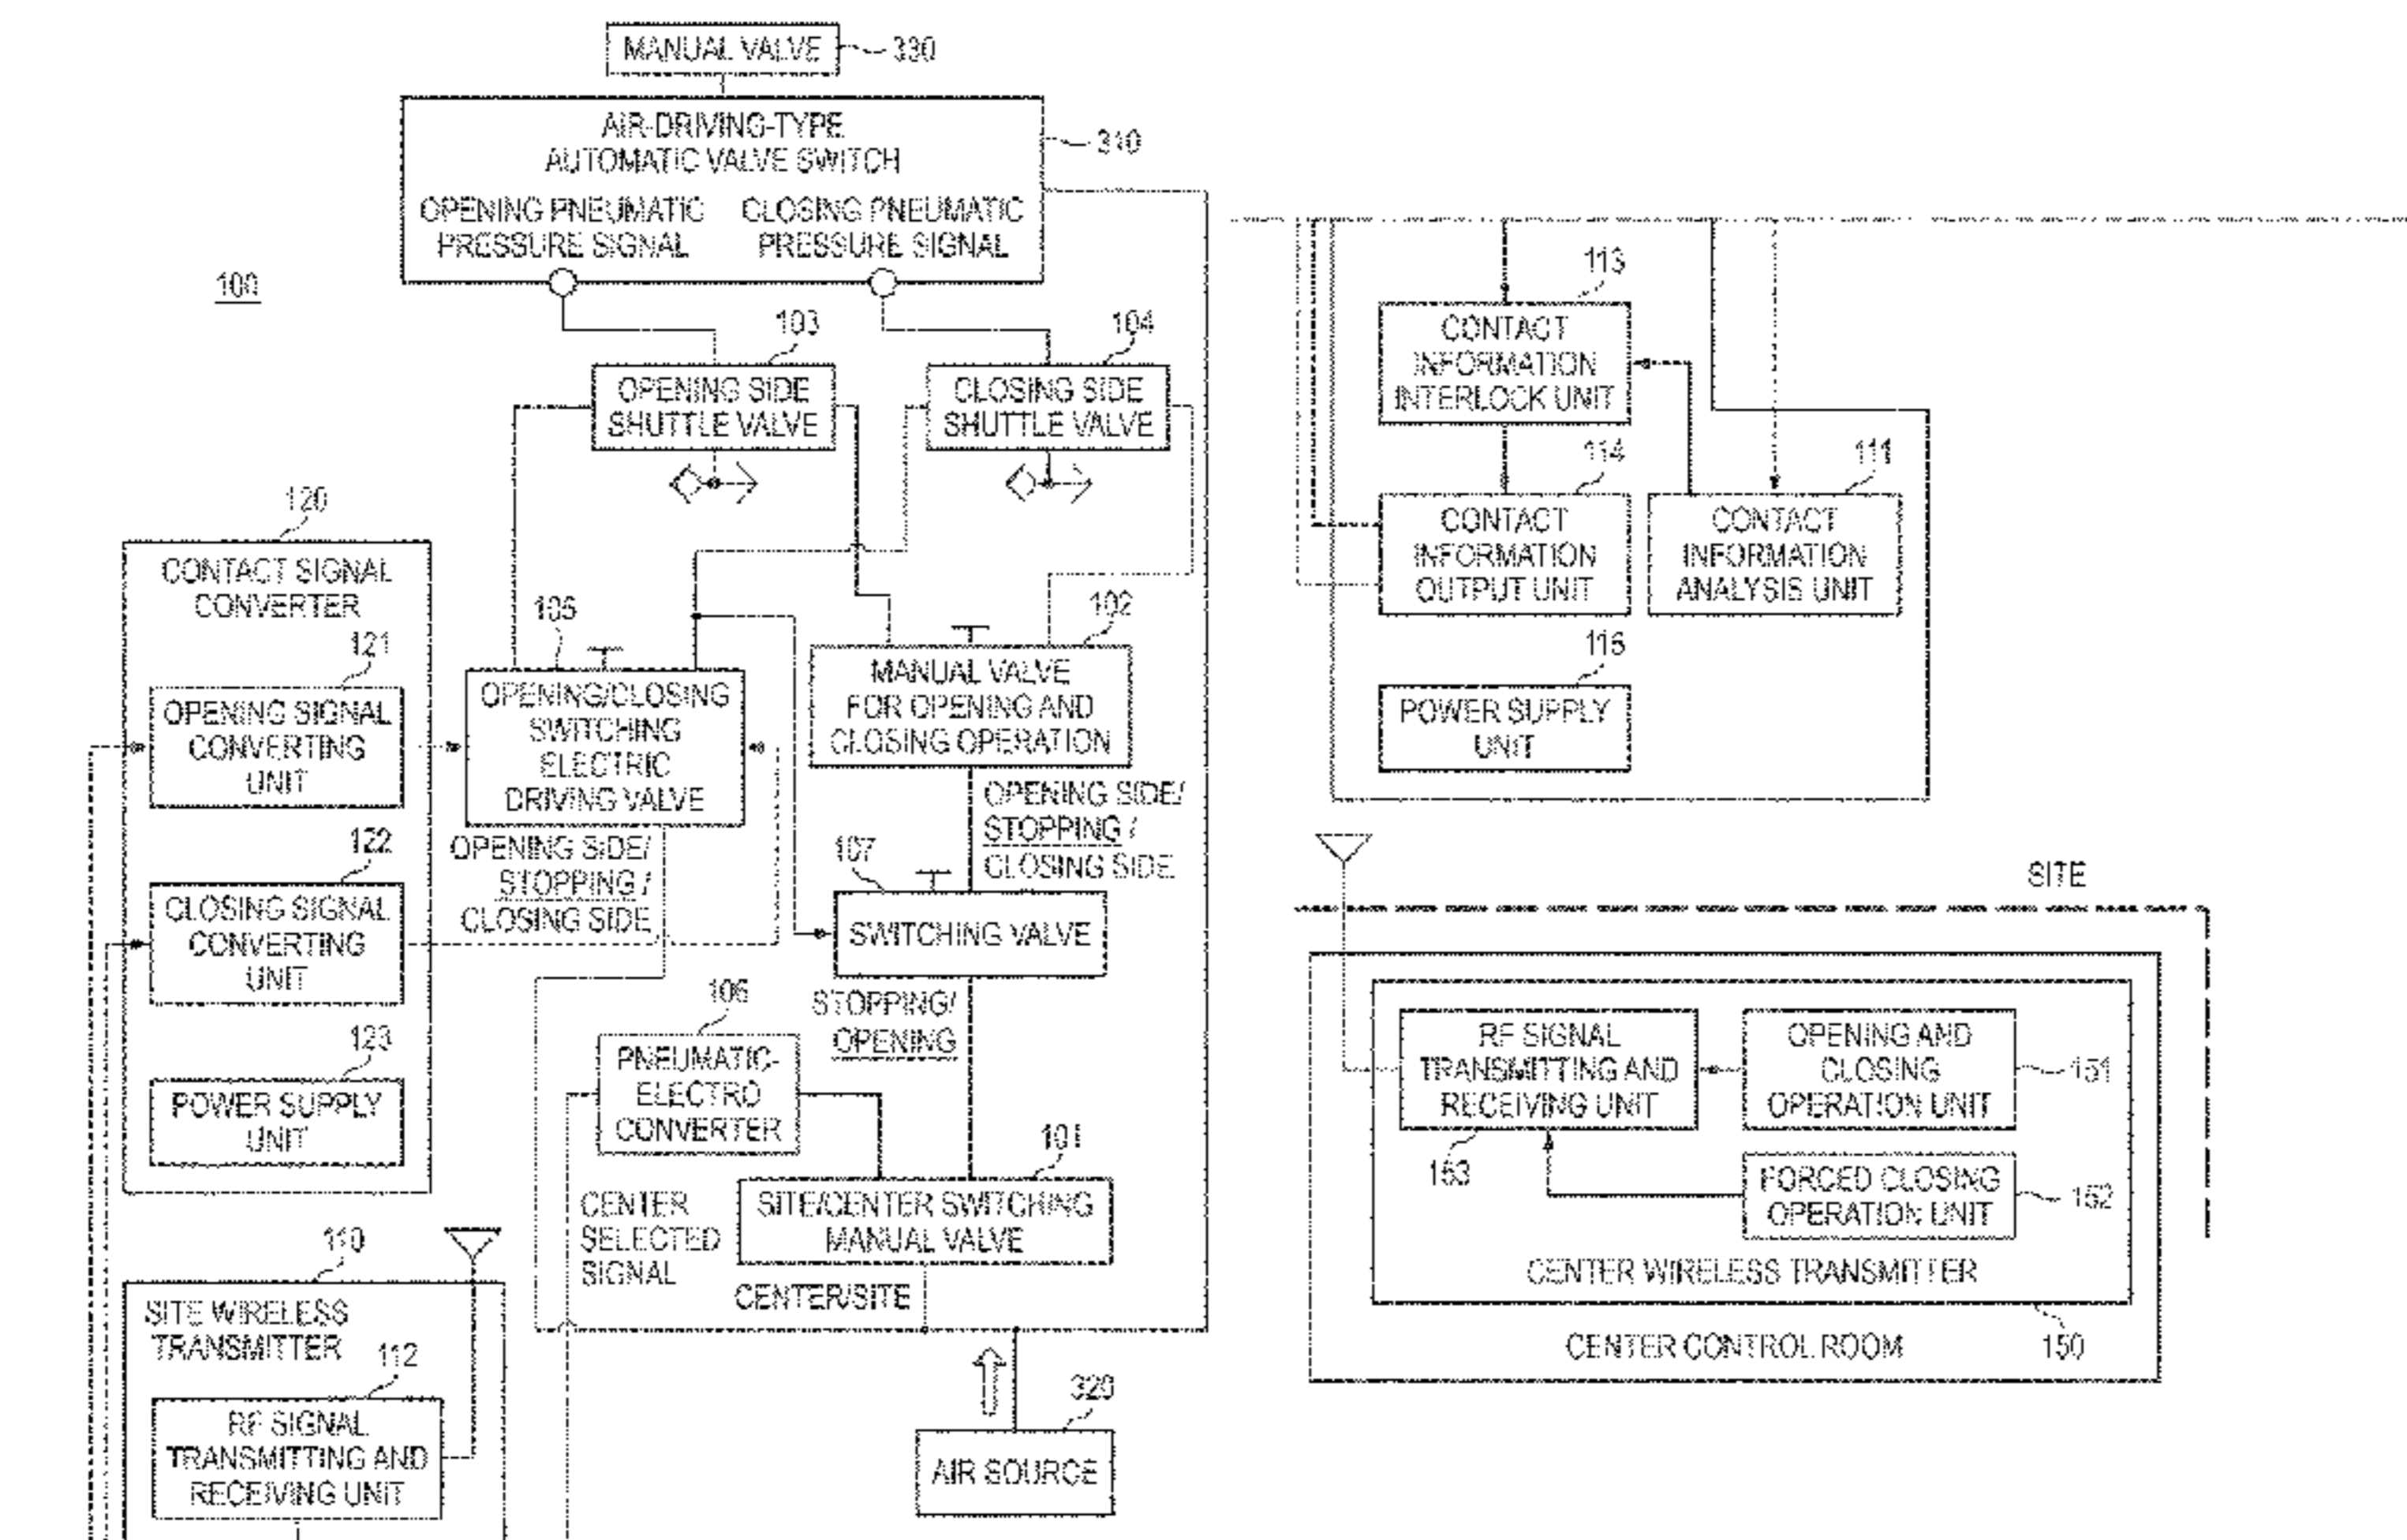 MANUAL VALVE
330
AIR-DRIVING-TYPE
AUTOMATIC VALVE SWITCH
310
OPENING PNEUMATIC
PRESSURE SIGNAL
CLOSING PNEUMATIC
PRESSURE SIGNAL
100
103
OPENING SIDE
SHUTTLE VALVE
104
CLOSING SIDE
SHUTTLE VALVE
120
CONTACT SIGNAL
CONVERTER
121
OPENING SIGNAL
CONVERTING
UNIT
122
CLOSING SIGNAL
CONVERTING
UNIT
123
POWER SUPPLY
UNIT
105
OPENING/CLOSING
SWITCHING
ELECTRIC
DRIVING VALVE
OPENING SIDE/
STOPPING /
CLOSING SIDE
102
MANUAL VALVE
FOR OPENING AND
CLOSING OPERATION
OPENING SIDE/
STOPPING /
CLOSING SIDE
107
SWITCHING VALVE
STOPPING/
OPENING
106
PNEUMATIC-
ELECTRO
CONVERTER
CENTER
SELECTED
SIGNAL
101
SITE/CENTER SWITCHING
MANUAL VALVE
CENTER/SITE
110
SITE WIRELESS
TRANSMITTER
112
RF SIGNAL
TRANSMITTING AND
RECEIVING UNIT
320
AIR SOURCE
113
CONTACT
INFORMATION
INTERLOCK UNIT
114
CONTACT
INFORMATION
OUTPUT UNIT
111
CONTACT
INFORMATION
ANALYSIS UNIT
POWER SUPPLY
UNIT
SITE
RF SIGNAL
TRANSMITTING AND
RECEIVING UNIT
153
OPENING AND
CLOSING
OPERATION UNIT
151
FORCED CLOSING
OPERATION UNIT
152
CENTER WIRELESS TRANSMITTER
150
CENTER CONTROL ROOM